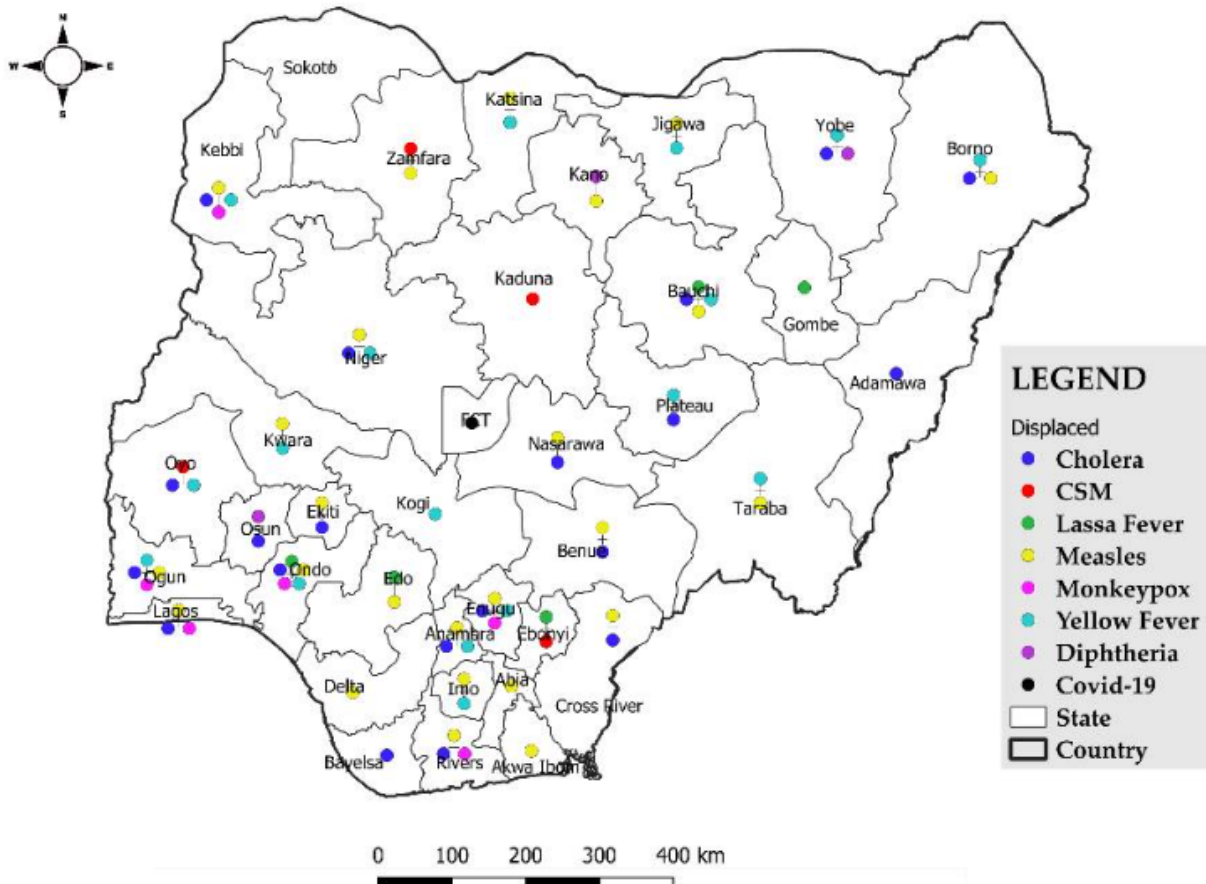 N
W E
S
Sokoto
Katsina
Jigawa
Yobe
Borno
Kebbi
Zamfara
Kano
Kaduna
Bauchi
Gombe
Niger
Adamawa
Plateau
FCT
Nasarawa
Kwara
Oyo
Kogi
Taraba
Osun
Ekiti
Benue
Ogun
Ondo
Edo
Lagos
Enugu
Anambra
Ebonyi
Delta
Imo
Abia
Cross River
Bayelsa
Rivers
Akwa Ibom
LEGEND
Displaced
Cholera
CSM
Lassa Fever
Measles
Monkeypox
Yellow Fever
Diphtheria
Covid-19
State
Country
0 100 200 300 400 km